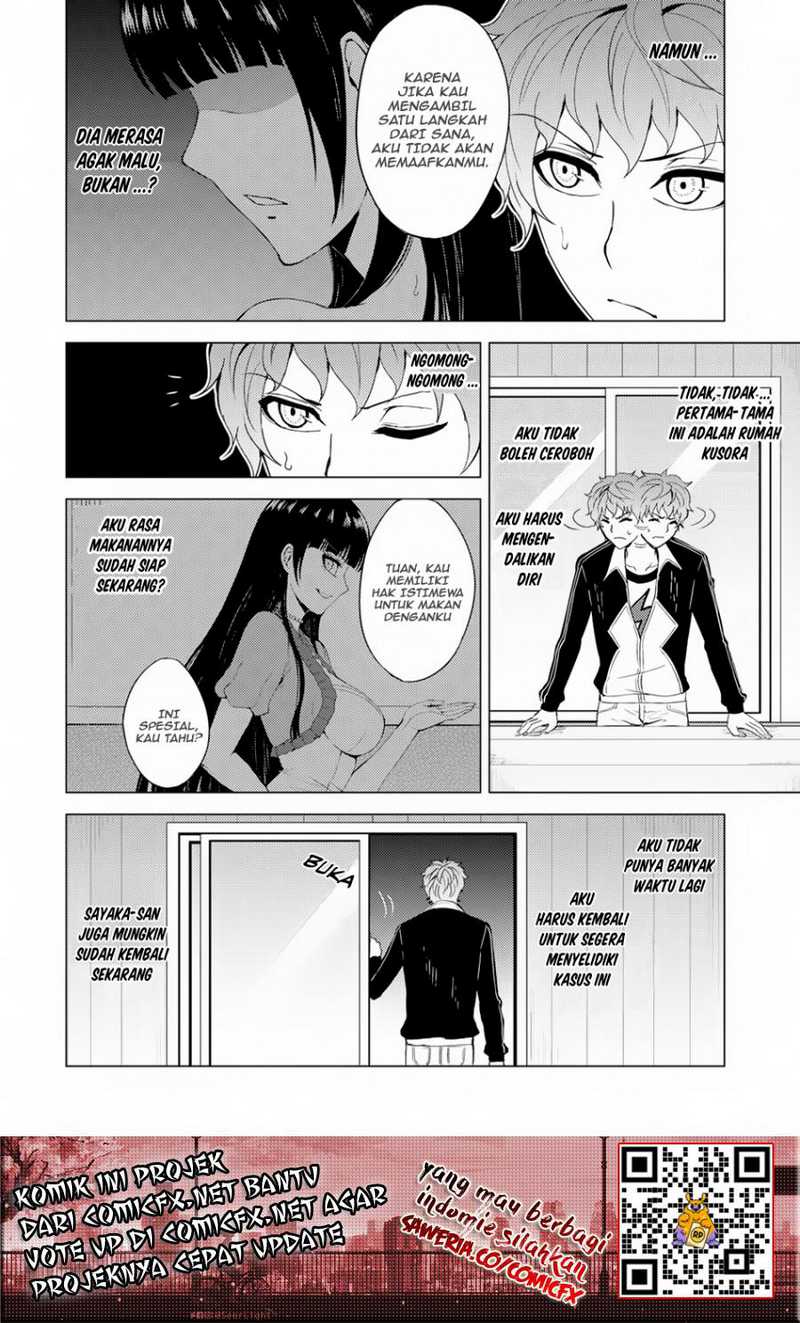 NAMUN ...
KARENA
JIKA KAU
MENGAMBIL
SATU LANGKAH
DARI SANA,
AKU TIDAK AKAN
MEMAAFKANMU.
DIA MERASA
AGAK MALU,
BUKAN ...?
TIDAK, TIDAK ...
PERTAMA-TAMA
INI ADALAH RUMAH
KUSORA
AKU TIDAK
BOLEH CEROBOH
AKU HARUS
MENGEN-
DALIKAN
DIRI
NGOMONG-
NGOMONG ...
TUAN, KAU
MEMILIKI
HAK ISTIMEWA
UNTUK MAKAN
DENGANKU
AKU RASA
MAKANANNYA
SUDAH SIAP
SEKARANG?
INI
SPESIAL,
KAU TAHU?
AKU TIDAK
PUNYA BANYAK
WAKTU LAGI
AKU
HARUS KEMBALI
UNTUK SEGERA
MENYELIDIKI
KASUS INI
BUKA
SAYAKA-SAN
JUGA MUNGKIN
SUDAH KEMBALI
SEKARANG
KOMIK INI PROJEK
DARI COMICFX.NET BANTU
VOTE UP DI COMICFX.NET AGAR
PROJEKNYA CEPAT UPDATE
yang mau berbagi
indomie silahkan
SAWERIA.CO/COMICFX